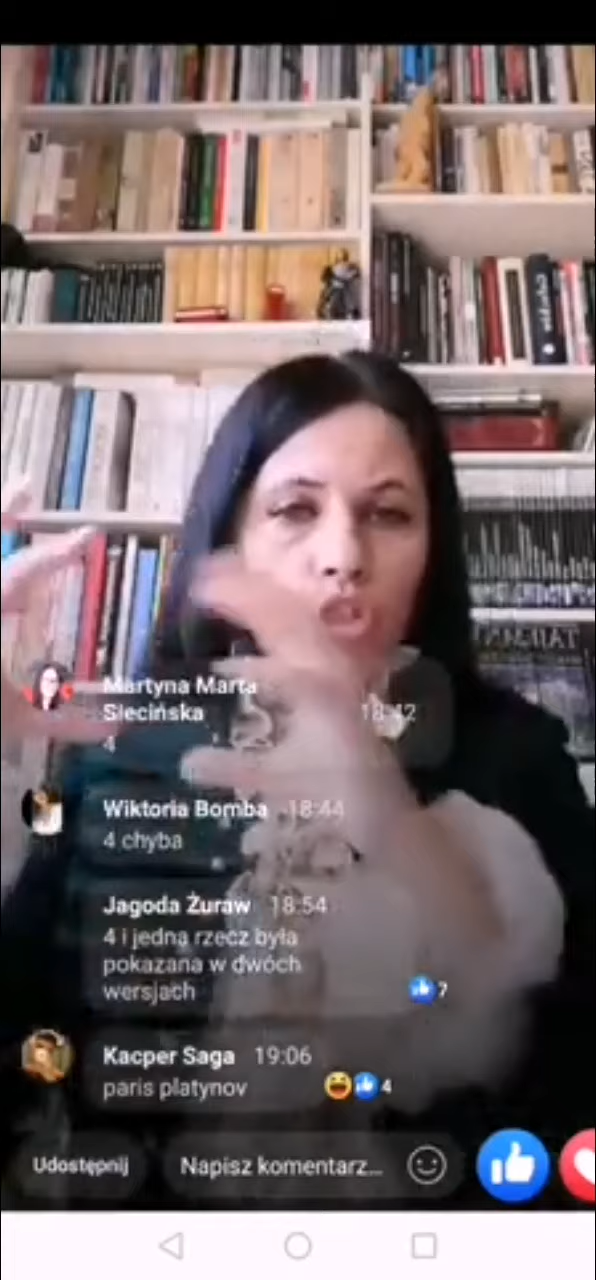 Martyna Marta
Siecińska 18:42
4
Wiktoria Bomba 18:44
4 chyba
Jagoda Żuraw 18:54
4 i jedna rzecz była
pokazana w dwóch
wersjach
7
Kacper Saga 19:06
paris platynov
4
Udostępnij Napisz komentarz...